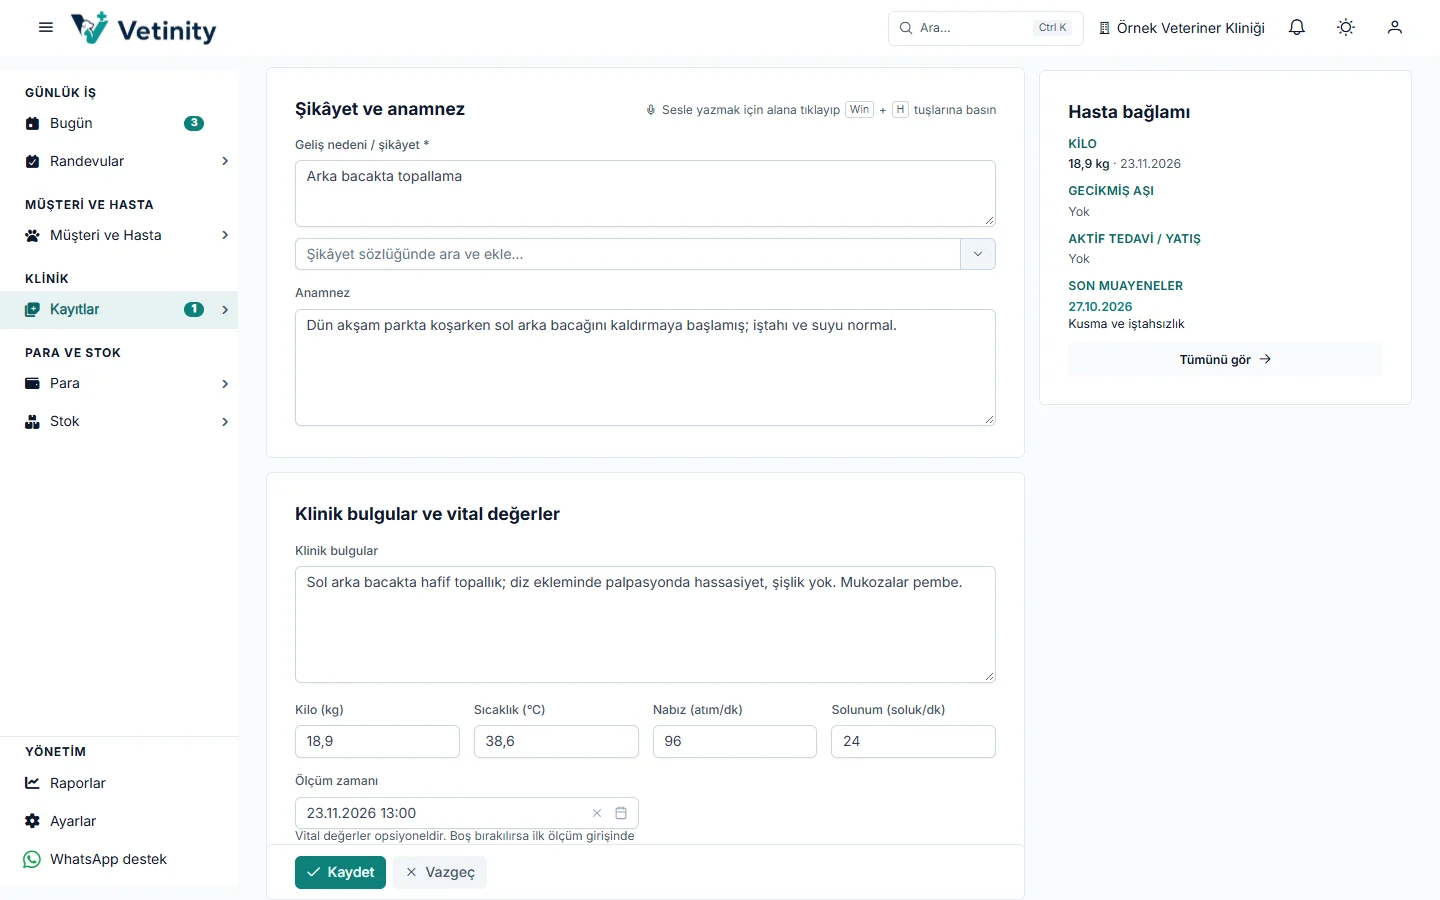 Vetinity
Ara...
Ctrl K
Örnek Veteriner Kliniği
GÜNLÜK İŞ
Bugün
3
Randevular
MÜŞTERİ VE HASTA
Müşteri ve Hasta
KLİNİK
Kayıtlar
1
PARA VE STOK
Para
Stok
YÖNETİM
Raporlar
Ayarlar
WhatsApp destek
Şikâyet ve anamnez
Sesle yazmak için alana tıklayıp Win + H tuşlarına basın
Geliş nedeni / şikâyet *
Arka bacakta topallama
Şikâyet sözlüğünde ara ve ekle...
Anamnez
Dün akşam parkta koşarken sol arka bacağını kaldırmaya başlamış; iştahı ve suyu normal.
Klinik bulgular ve vital değerler
Klinik bulgular
Sol arka bacakta hafif topallık; diz ekleminde palpasyonda hassasiyet, şişlik yok. Mukozalar pembe.
Kilo (kg)
18,9
Sıcaklık (°C)
38,6
Nabız (atım/dk)
96
Solunum (soluk/dk)
24
Ölçüm zamanı
23.11.2026 13:00
Vital değerler opsiyoneldir. Boş bırakılırsa ilk ölçüm girişinde
Kaydet
Vazgeç
Hasta bağlamı
KİLO
18,9 kg · 23.11.2026
GECİKMİŞ AŞI
Yok
AKTİF TEDAVİ / YATIŞ
Yok
SON MUAYENELER
27.10.2026
Kusma ve iştahsızlık
Tümünü gör